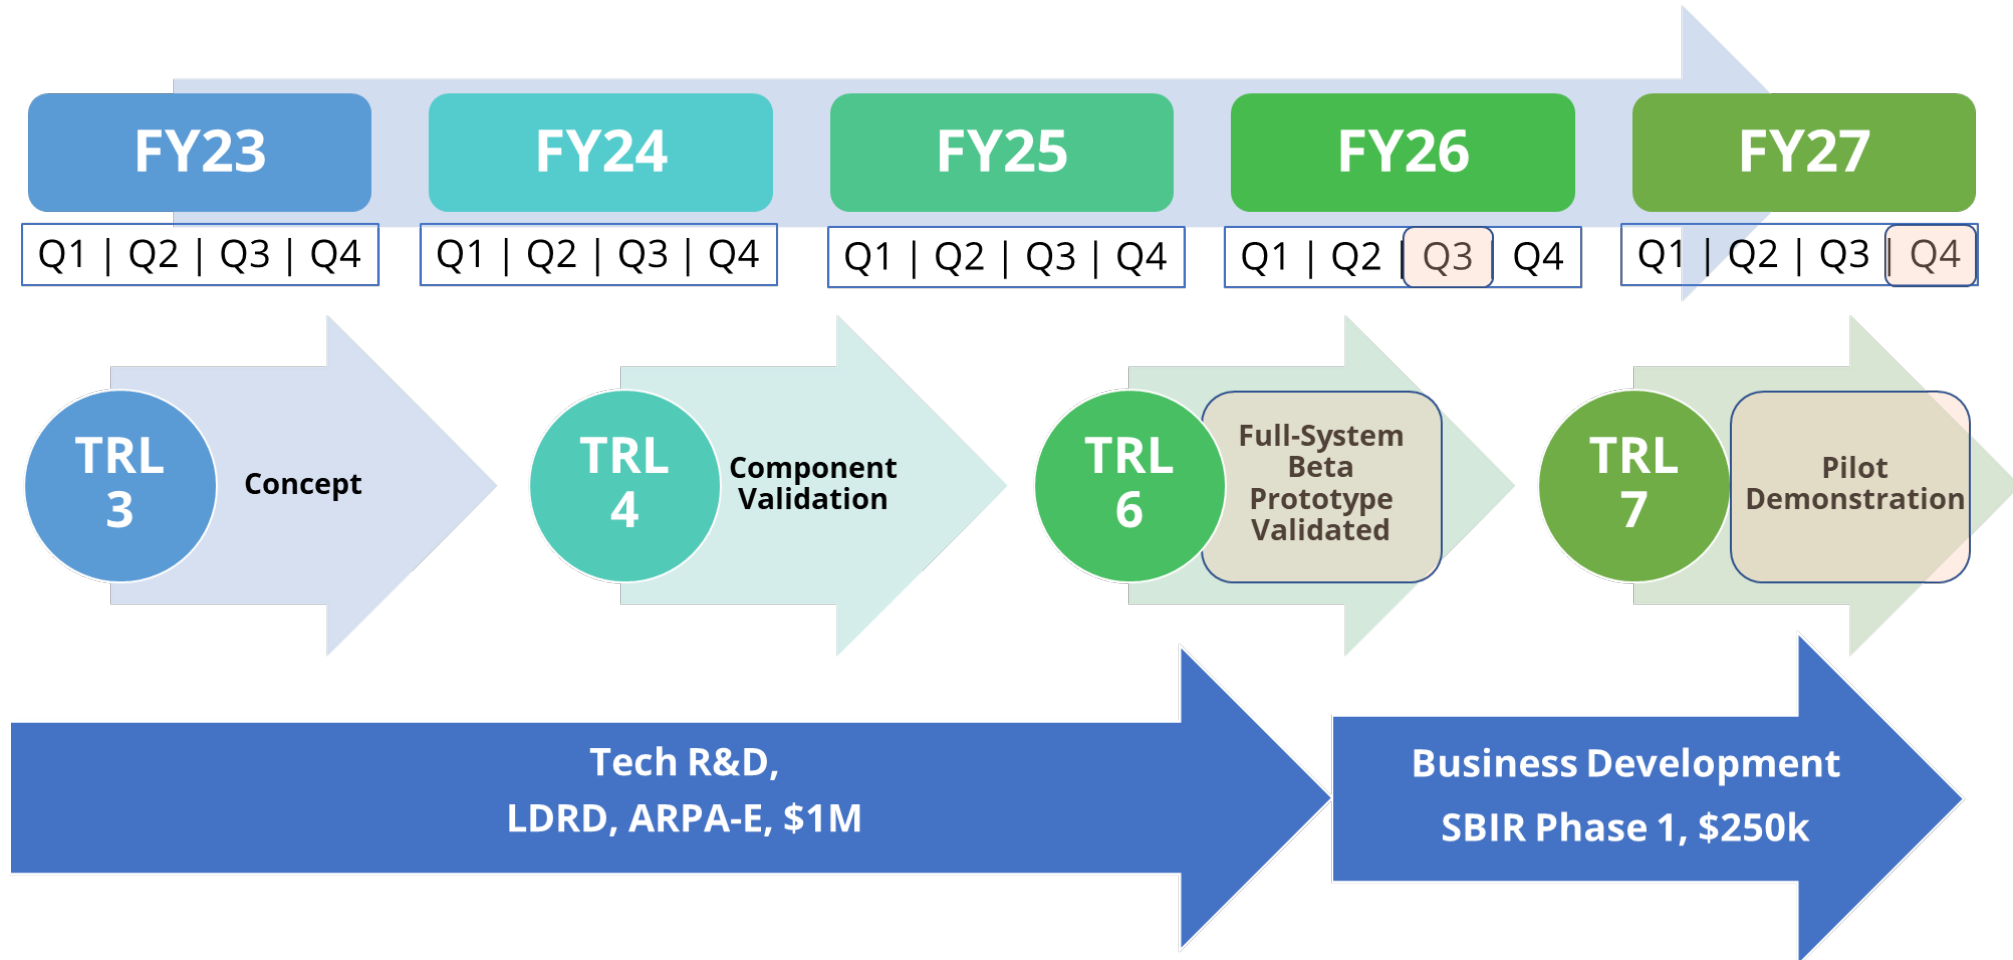 FY23
FY24
FY25
FY26
FY27
Q1 | Q2 | Q3 | Q4
Q1 | Q2 | Q3 | Q4
Q1 | Q2 | Q3 | Q4
Q1 | Q2 | Q3 | Q4
Q1 | Q2 | Q3 | Q4
TRL
3
Concept
TRL
4
Component
Validation
TRL
6
Full-System
Beta
Prototype
Validated
TRL
7
Pilot
Demonstration
Tech R&D,
LDRD, ARPA-E, $1M
Business Development
SBIR Phase 1, $250k